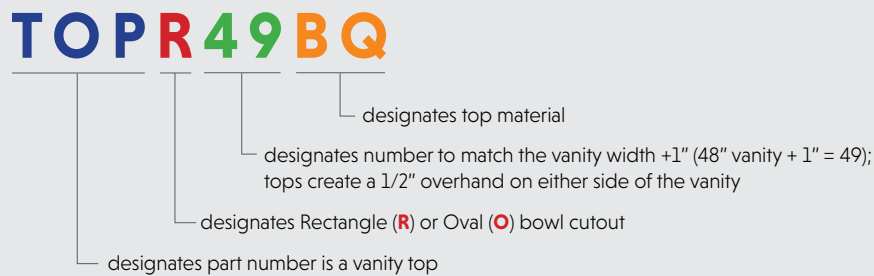 TOPR49BQ
designates top material
designates number to match the vanity width +1" (48" vanity + 1" = 49);
tops create a 1/2" overhand on either side of the vanity
designates Rectangle (R) or Oval (O) bowl cutout
designates part number is a vanity top